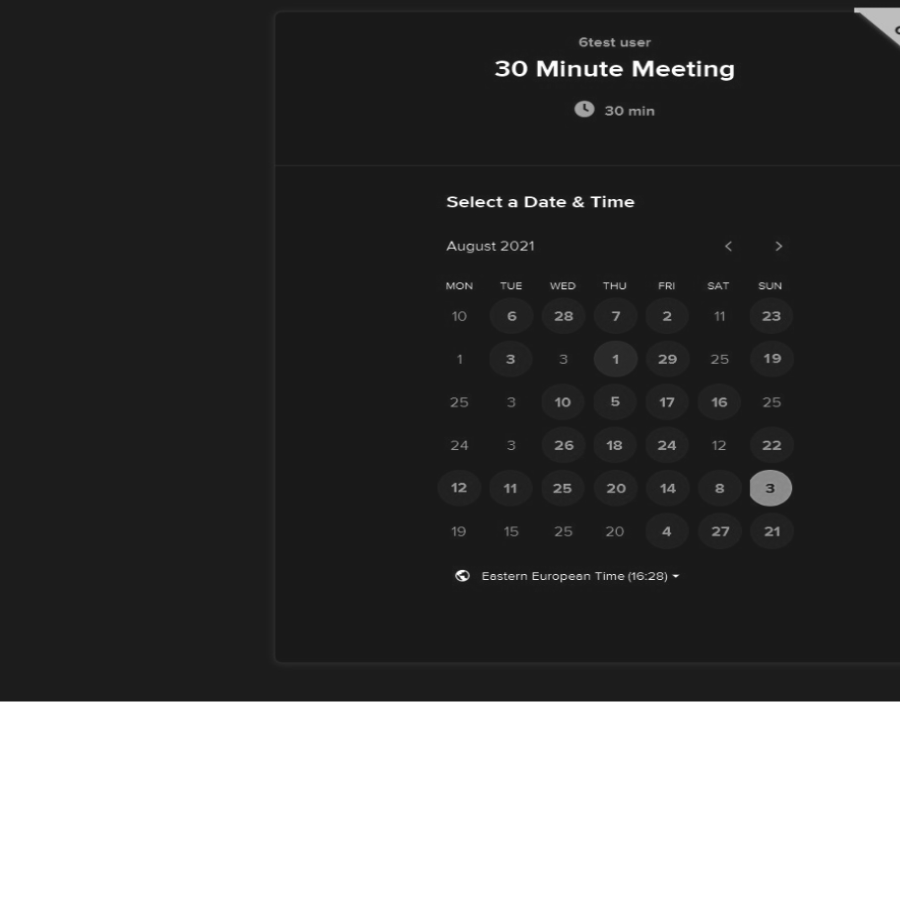 6test user
30 Minute Meeting
30 min
Select a Date & Time
August 2021
MON TUE WED THU FRI SAT SUN
10 6 28 7 2 11 23
1 3 3 1 29 25 19
25 3 10 5 17 16 25
24 3 26 18 24 12 22
12 11 25 20 14 8 3
19 15 25 20 4 27 21
Eastern European Time (16:28)